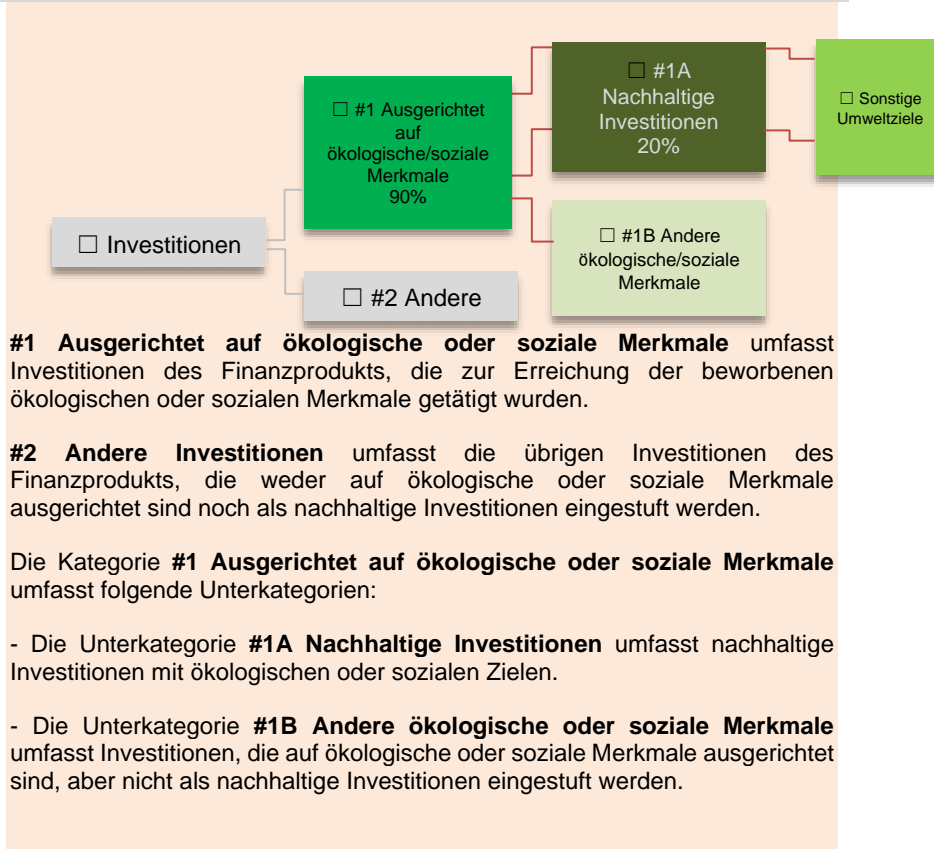 ☐ #1A
Nachhaltige
Investitionen
20%
☐ Sonstige
Umweltziele
☐ #1 Ausgerichtet
auf
ökologische/soziale
Merkmale
90%
☐ Investitionen
☐ #1B Andere
ökologische/soziale
Merkmale
☐ #2 Andere
#1 Ausgerichtet auf ökologische oder soziale Merkmale umfasst
Investitionen des Finanzprodukts, die zur Erreichung der beworbenen
ökologischen oder sozialen Merkmale getätigt wurden.
#2 Andere Investitionen umfasst die übrigen Investitionen des
Finanzprodukts, die weder auf ökologische oder soziale Merkmale
ausgerichtet sind noch als nachhaltige Investitionen eingestuft werden.
Die Kategorie #1 Ausgerichtet auf ökologische oder soziale Merkmale
umfasst folgende Unterkategorien:
- Die Unterkategorie #1A Nachhaltige Investitionen umfasst nachhaltige
Investitionen mit ökologischen oder sozialen Zielen.
- Die Unterkategorie #1B Andere ökologische oder soziale Merkmale
umfasst Investitionen, die auf ökologische oder soziale Merkmale ausgerichtet
sind, aber nicht als nachhaltige Investitionen eingestuft werden.